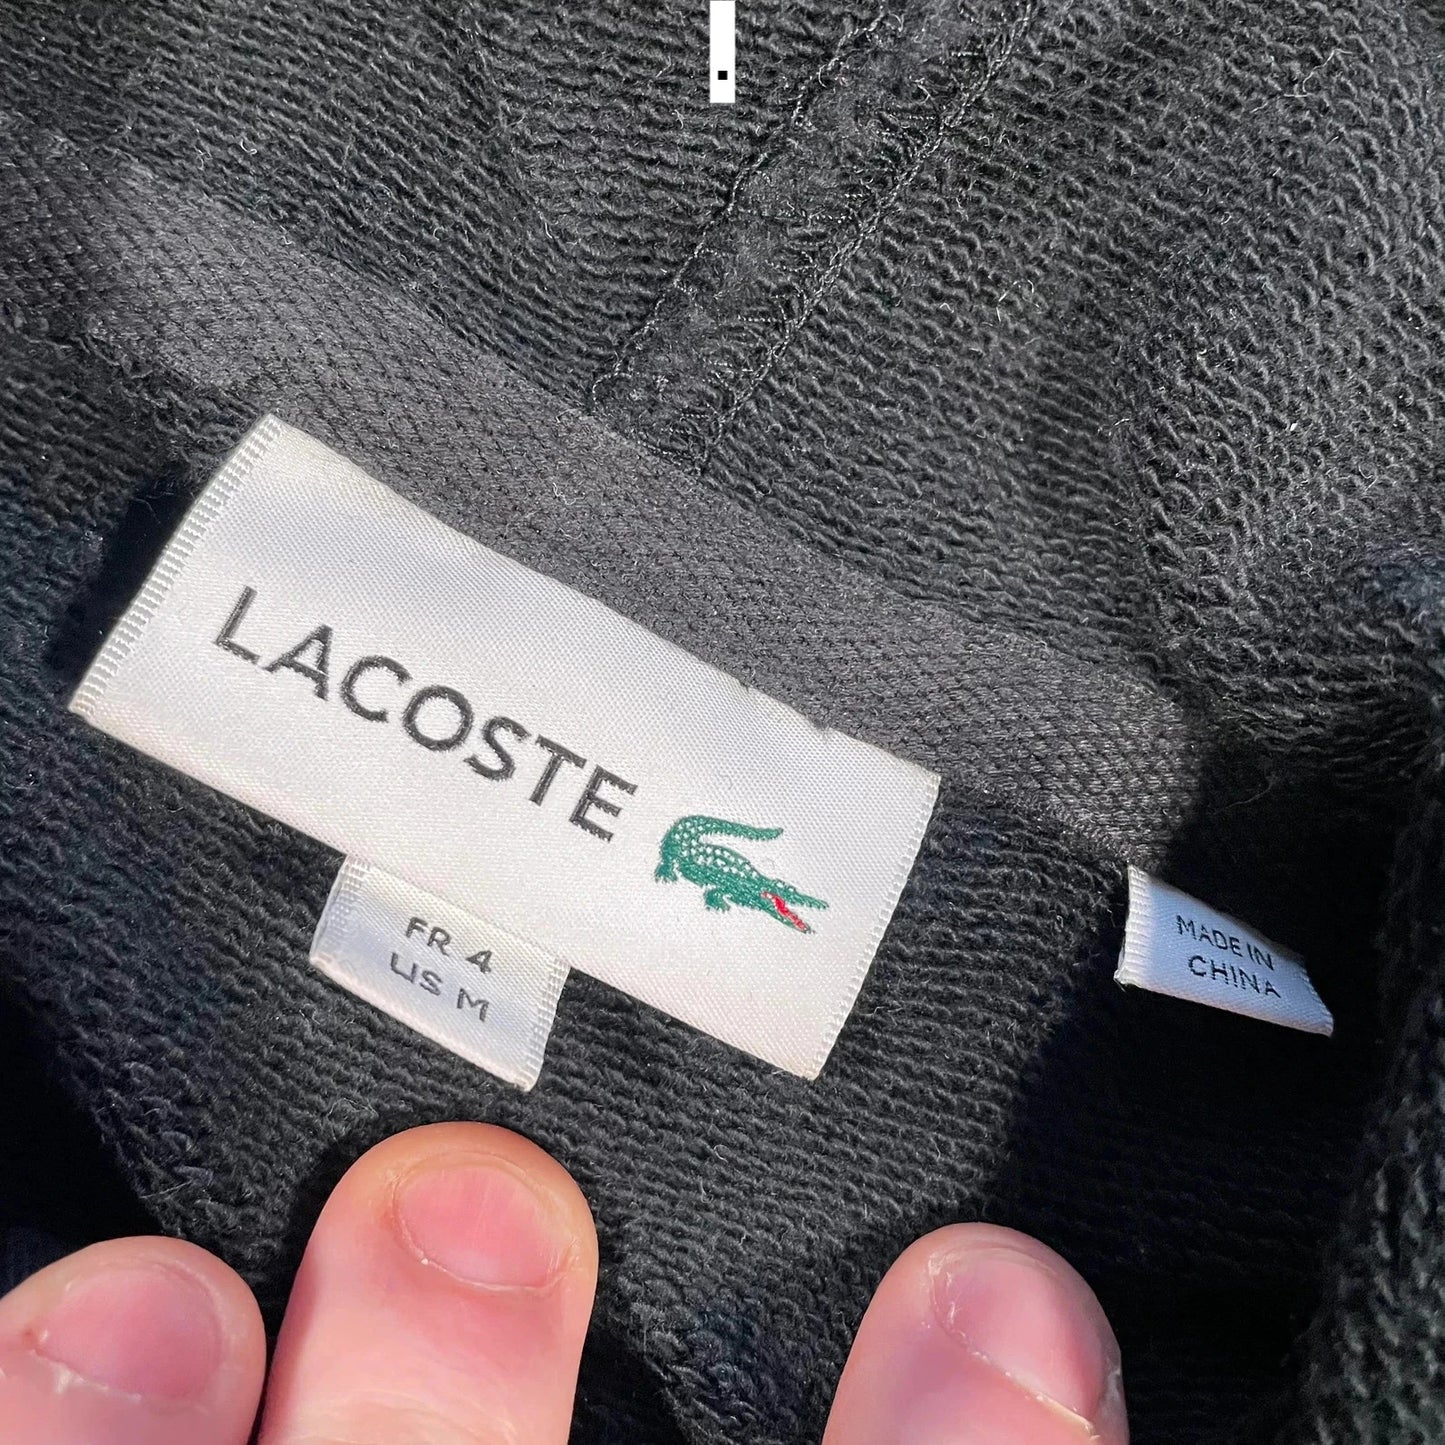 .
LACOSTE
FR 4
US M
MADE IN
CHINA